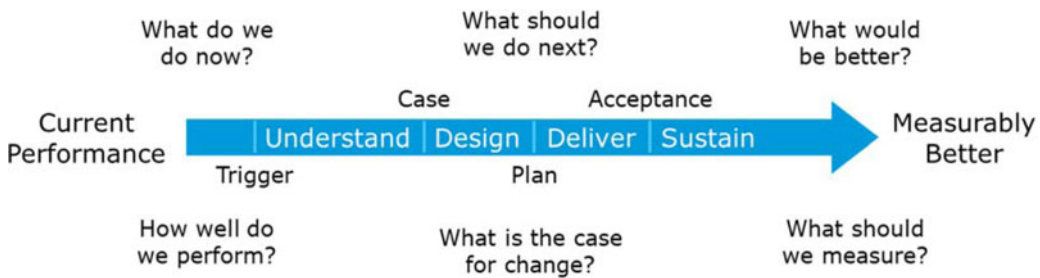 What do we
do now?
What should
we do next?
What would
be better?
Case
Acceptance
Current
Performance
Understand
Design
Deliver
Sustain
Measurably
Better
Trigger
Plan
How well do
we perform?
What is the case
for change?
What should
we measure?